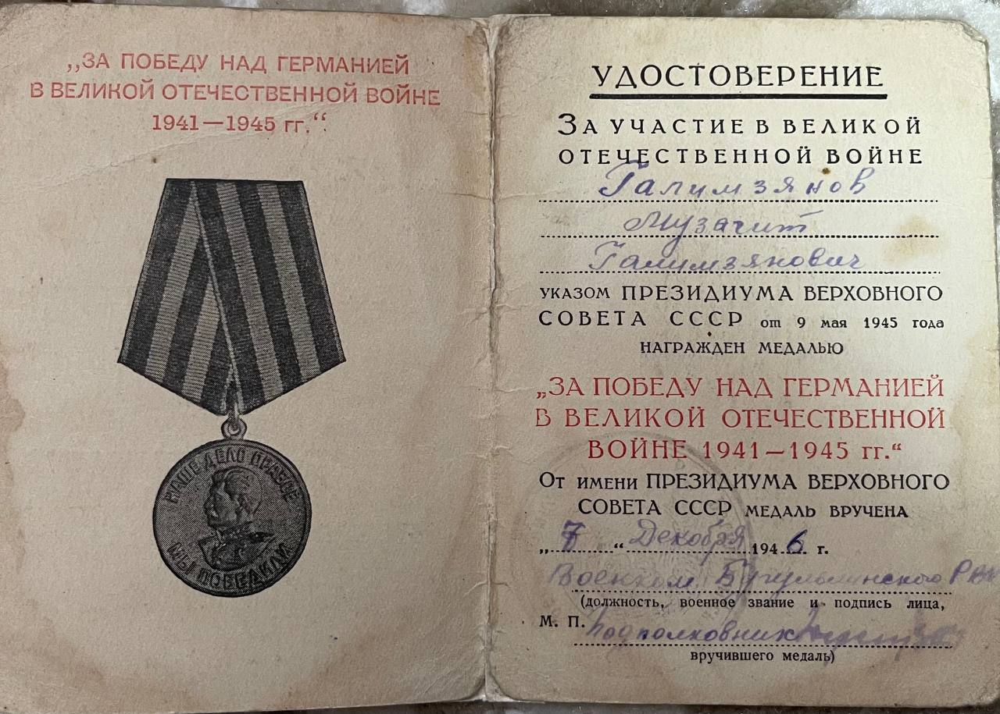 „ЗА ПОБЕДУ НАД ГЕРМАНИЕЙ
В ВЕЛИКОЙ ОТЕЧЕСТВЕННОЙ ВОЙНЕ
1941—1945 гг.“.
НАШЕ ДЕЛО ПРАВОЕ
МЫ ПОБЕДИЛИ
УДОСТОВЕРЕНИЕ
ЗА УЧАСТИЕ В ВЕЛИКОЙ
ОТЕЧЕСТВЕННОЙ ВОЙНЕ
Галимзянов
Музагит
Галимзянович
УКАЗОМ ПРЕЗИДИУМА ВЕРХОВНОГО
СОВЕТА СССР от 9 мая 1945 года
НАГРАЖДЕН МЕДАЛЬЮ
„ЗА ПОБЕДУ НАД ГЕРМАНИЕЙ
В ВЕЛИКОЙ ОТЕЧЕСТВЕННОЙ
ВОЙНЕ 1941—1945 гг.“
ОТ ИМЕНИ ПРЕЗИДИУМА ВЕРХОВНОГО
СОВЕТА СССР МЕДАЛЬ ВРУЧЕНА
„7“ Декабря 1946 г.
Военком Бугульминского РВК
(должность, военное звание и подпись лица,
М. П. Подполковник
вручившего медаль)